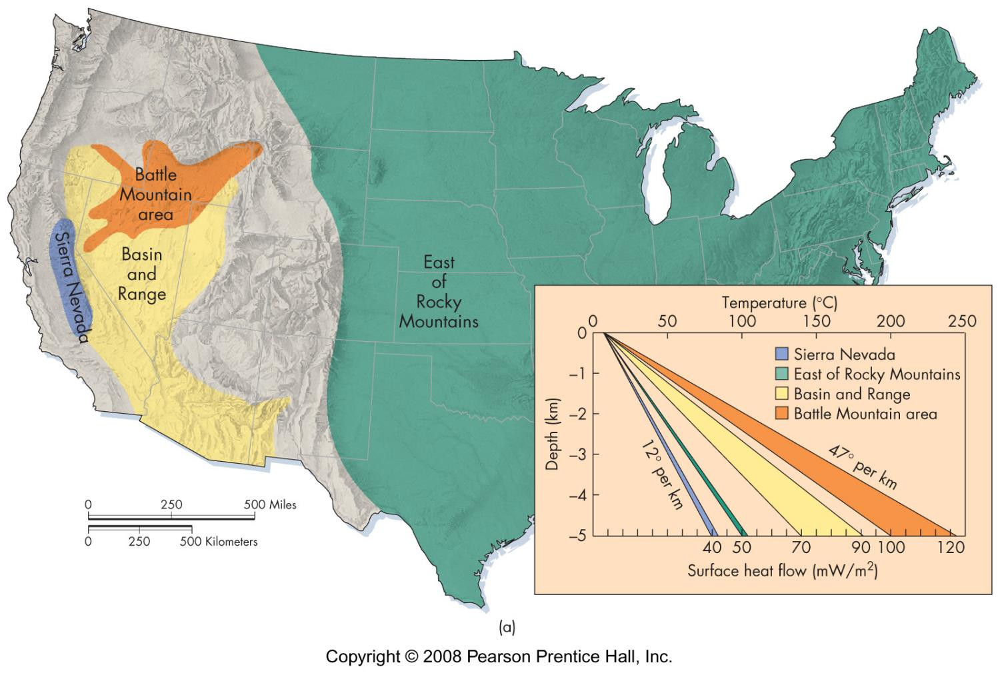 Battle
Mountain
area
Sierra Nevada
Basin
and
Range
East
of
Rocky
Mountains
0 250 500 Miles
0 250 500 Kilometers
Temperature (°C)
0 50 100 150 200 250
0
–1
–2
–3
–4
–5
Depth (km)
Sierra Nevada
East of Rocky Mountains
Basin and Range
Battle Mountain area
12° per km
47° per km
40 50 70 90 100 120
Surface heat flow (mW/m²)
(a)
Copyright © 2008 Pearson Prentice Hall, Inc.